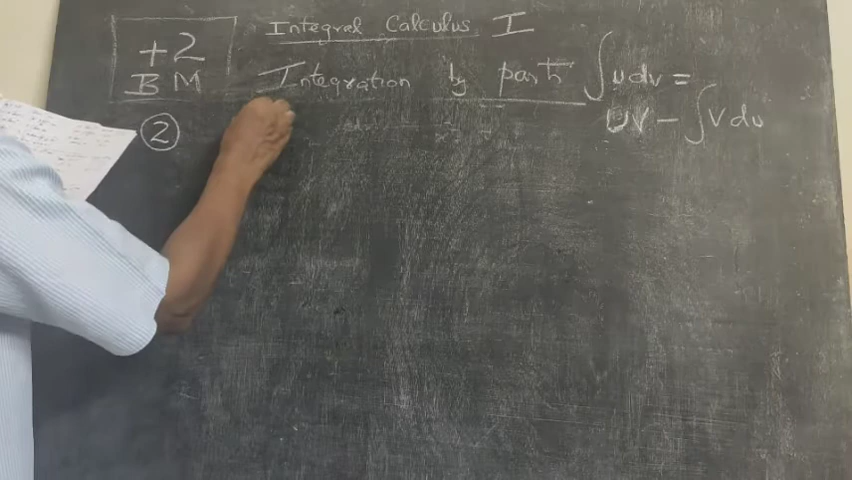 +2
BM
Integral Calculus I
Integration by parts ∫udv =
uv - ∫vdu
2